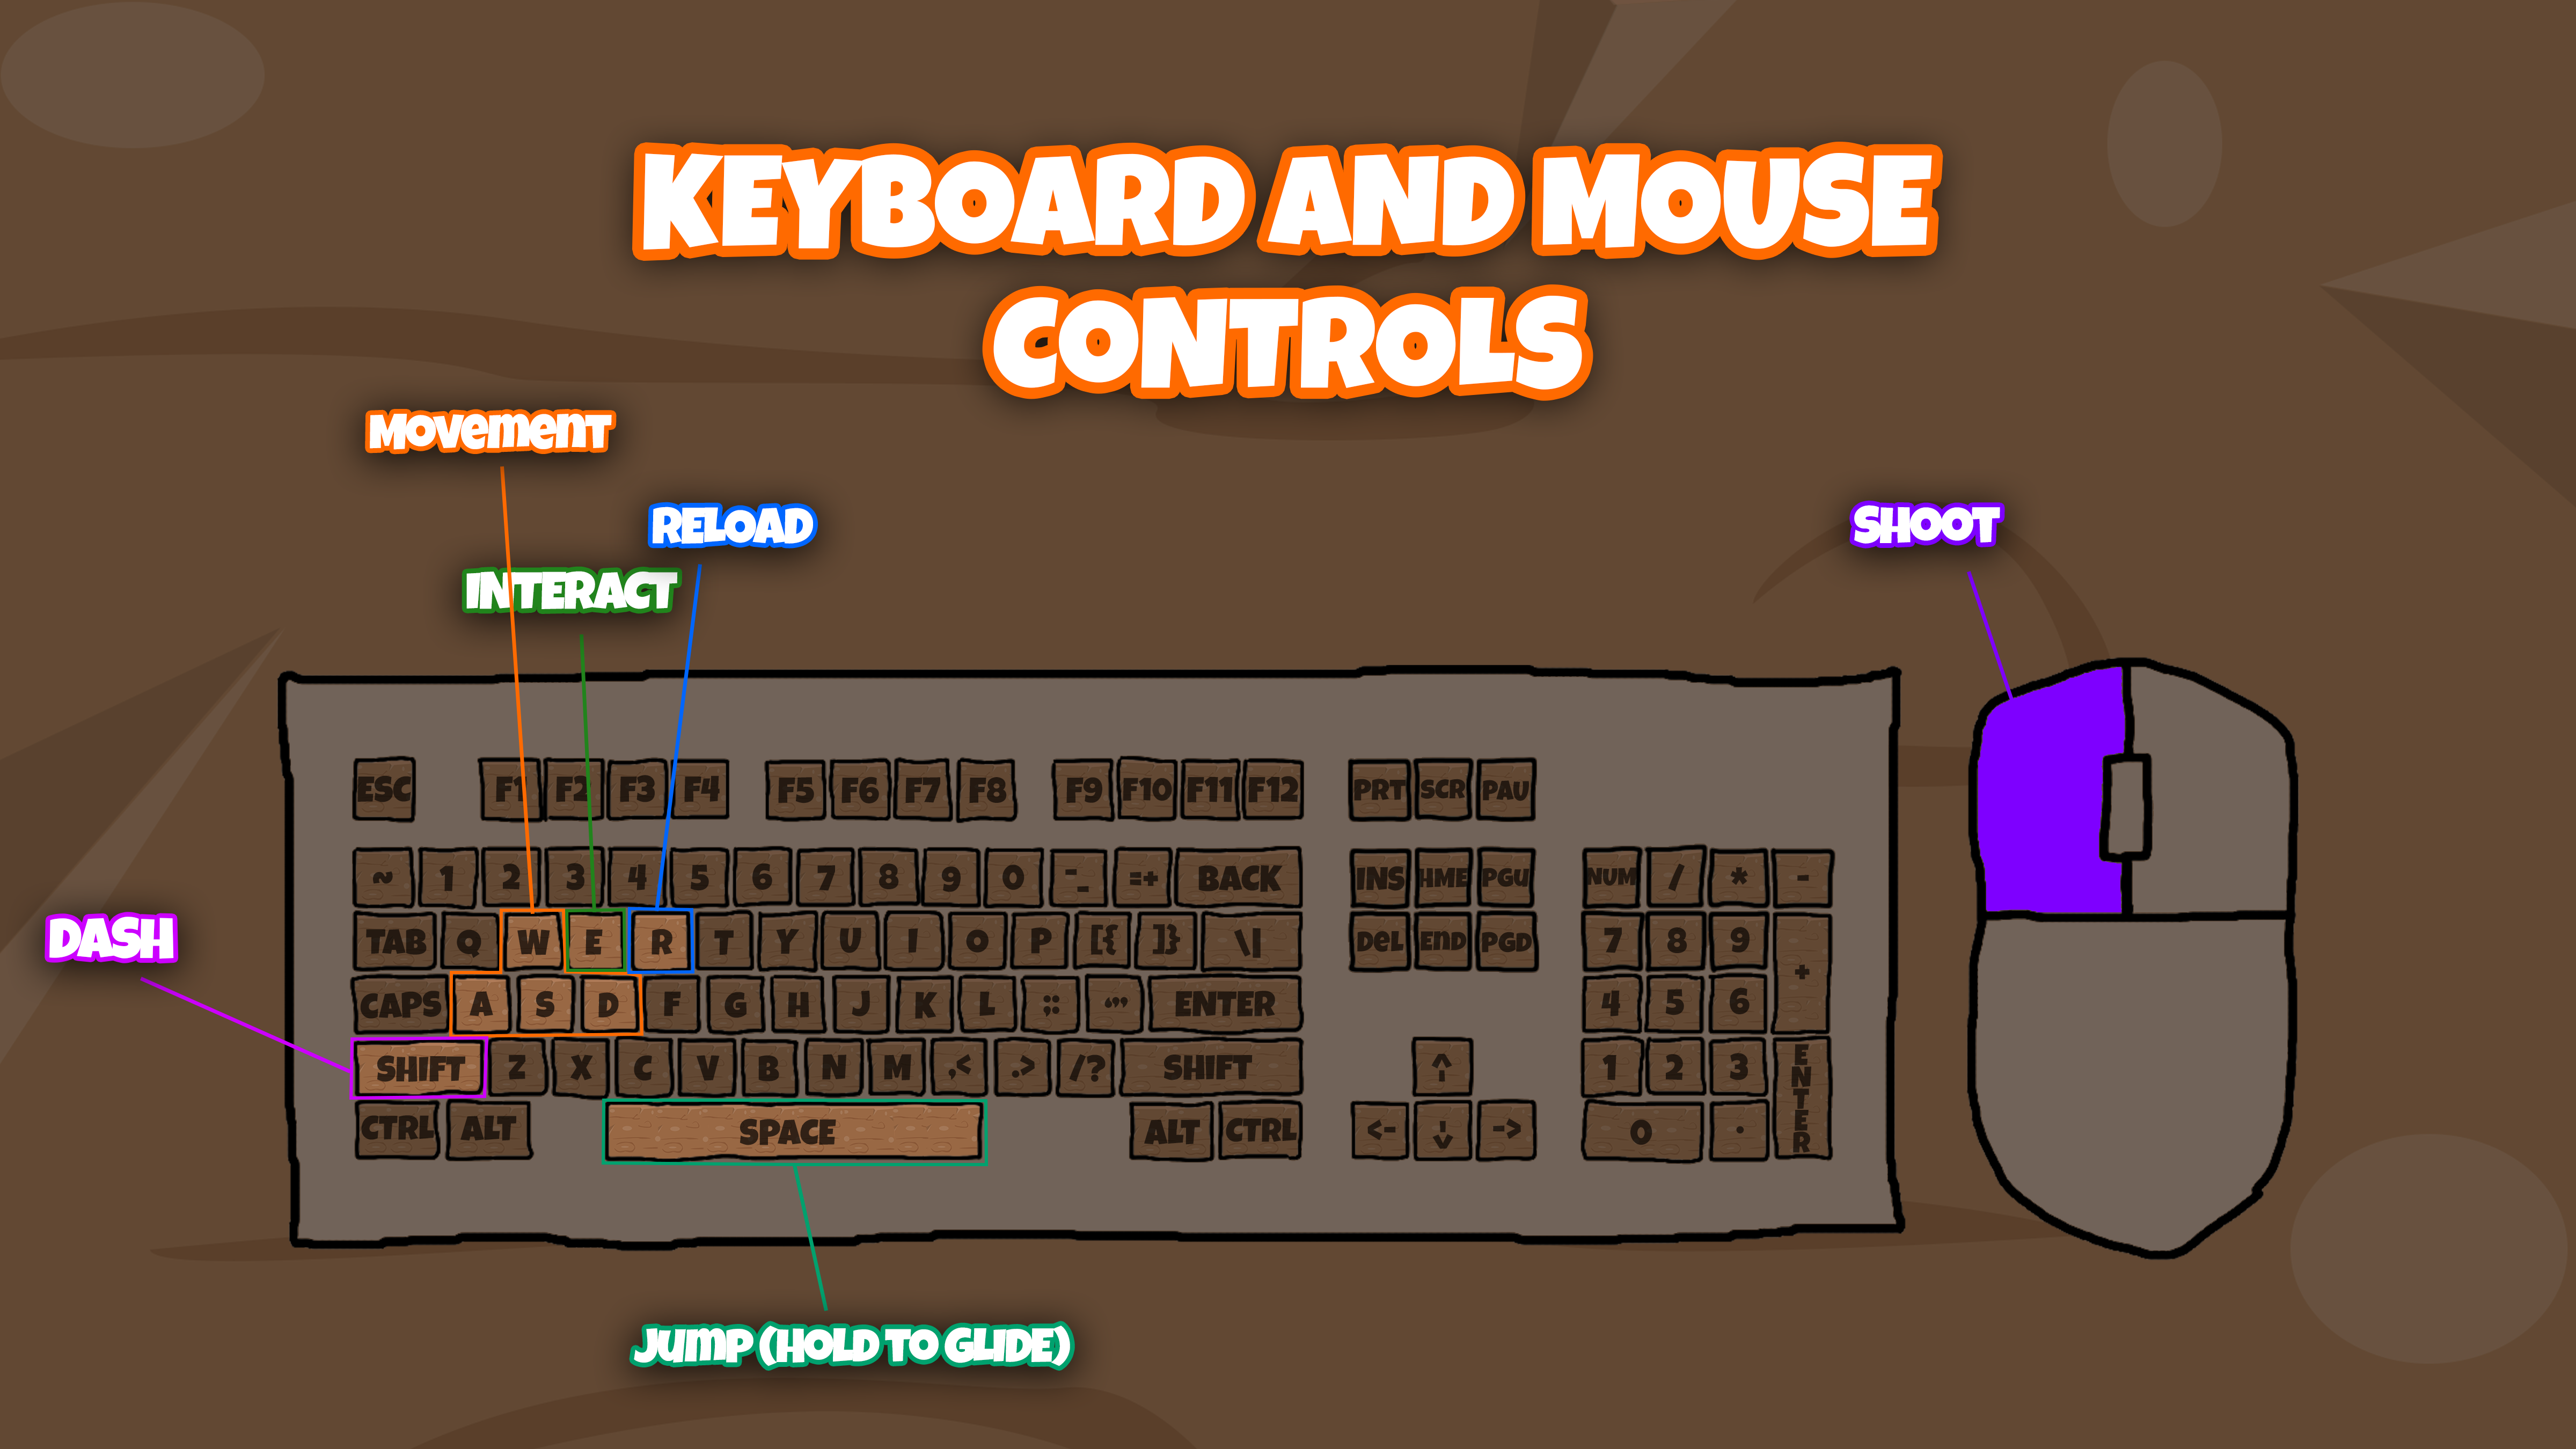 KEYBOARD AND MOUSE
CONTROLS
Movement
RELOAD
INTERACT
SHOOT
DASH
ESC F1 F2 F3 F4 F5 F6 F7 F8 F9 F10 F11 F12 PRT SCR PAU
~ 1 2 3 4 5 6 7 8 9 0 -_ =+ BACK INS HME PGU NUM / * -
TAB Q W E R T Y U I O P [{ ]} \| DEL END PGD 7 8 9 +
CAPS A S D F G H J K L ;: '" ENTER 4 5 6
SHIFT Z X C V B N M ,< .> /? SHIFT ^ 1 2 3 ENTER
CTRL ALT SPACE ALT CTRL <- v -> 0 .
Jump (HOLD TO GLIDE)